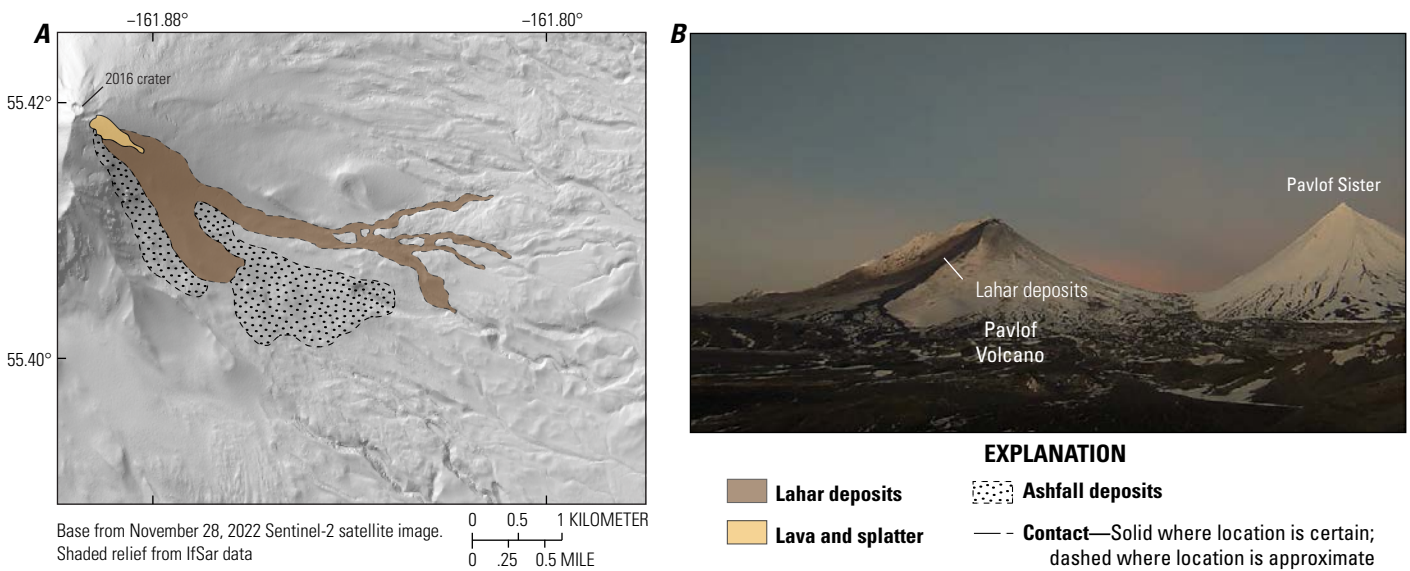 A
−161.88°
−161.80°
2016 crater
55.42°
55.40°
Base from November 28, 2022 Sentinel-2 satellite image.
Shaded relief from IfSar data
0 0.5 1 KILOMETER
0 .25 0.5 MILE
B
Pavlof Sister
Lahar deposits
Pavlof
Volcano
EXPLANATION
Lahar deposits
Lava and splatter
Ashfall deposits
Contact—Solid where location is certain;
dashed where location is approximate